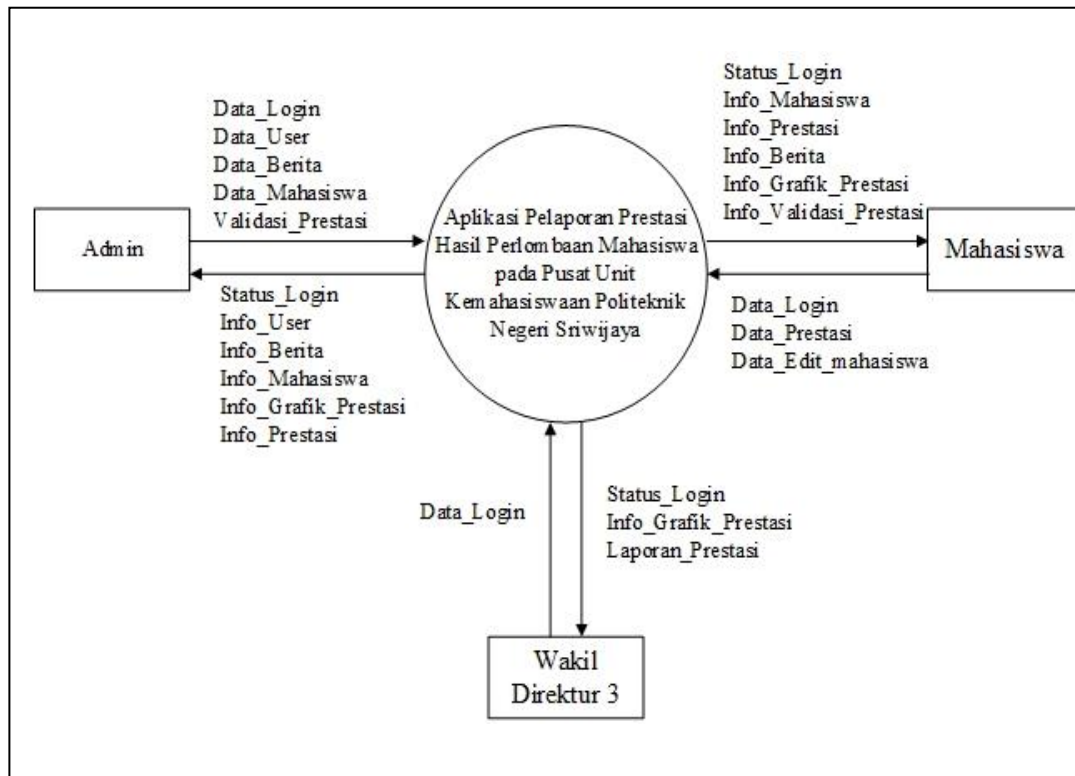 Data_Login
Data_User
Data_Berita
Data_Mahasiswa
Validasi_Prestasi
Admin
Status_Login
Info_User
Info_Berita
Info_Mahasiswa
Info_Grafik_Prestasi
Info_Prestasi
Aplikasi Pelaporan Prestasi
Hasil Perlombaan Mahasiswa
pada Pusat Unit
Kemahasiswaan Politeknik
Negeri Sriwijaya
Status_Login
Info_Mahasiswa
Info_Prestasi
Info_Berita
Info_Grafik_Prestasi
Info_Validasi_Prestasi
Mahasiswa
Data_Login
Data_Prestasi
Data_Edit_mahasiswa
Data_Login
Status_Login
Info_Grafik_Prestasi
Laporan_Prestasi
Wakil
Direktur 3